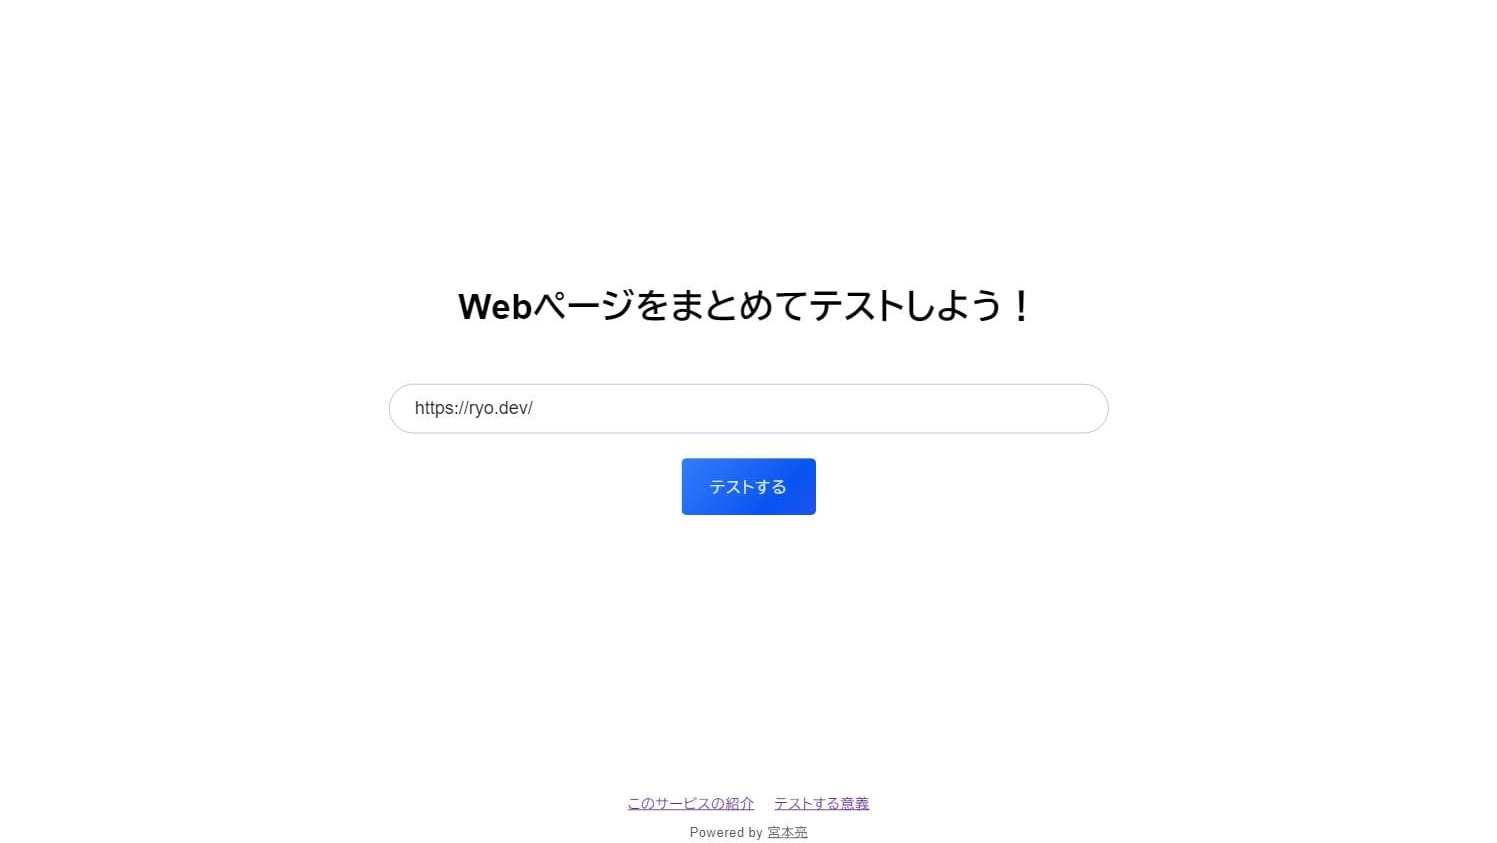 Webページをまとめてテストしよう！
https://ryo.dev/
テストする
このサービスの紹介 テストする意義
Powered by 宮本亮